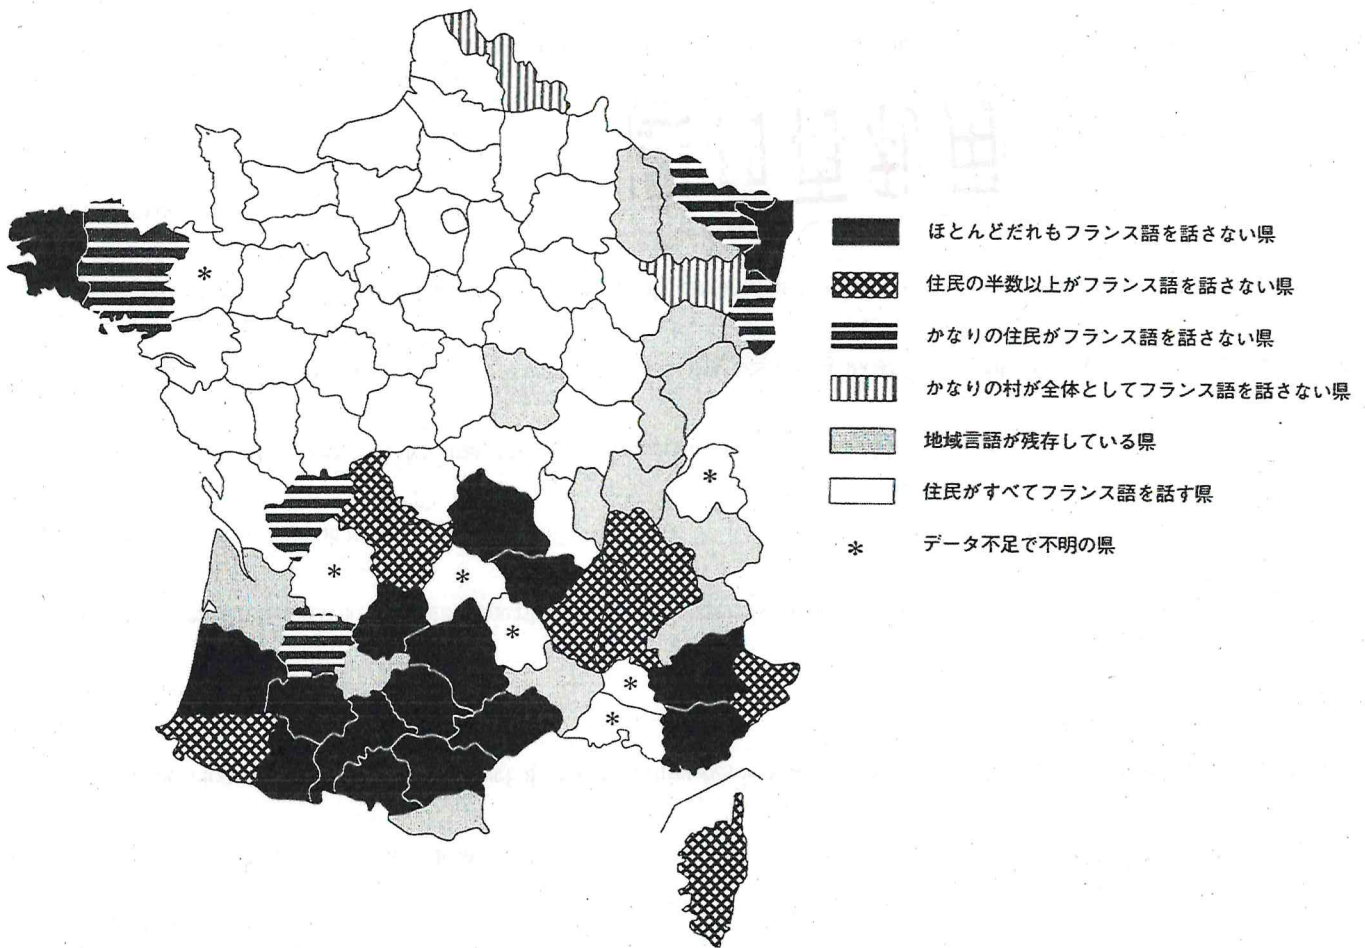 ほとんどだれもフランス語を話さない県
住民の半数以上がフランス語を話さない県
かなりの住民がフランス語を話さない県
かなりの村が全体としてフランス語を話さない県
地域言語が残存している県
住民がすべてフランス語を話す県
* データ不足で不明の県
*
*
*
*
*
*
*